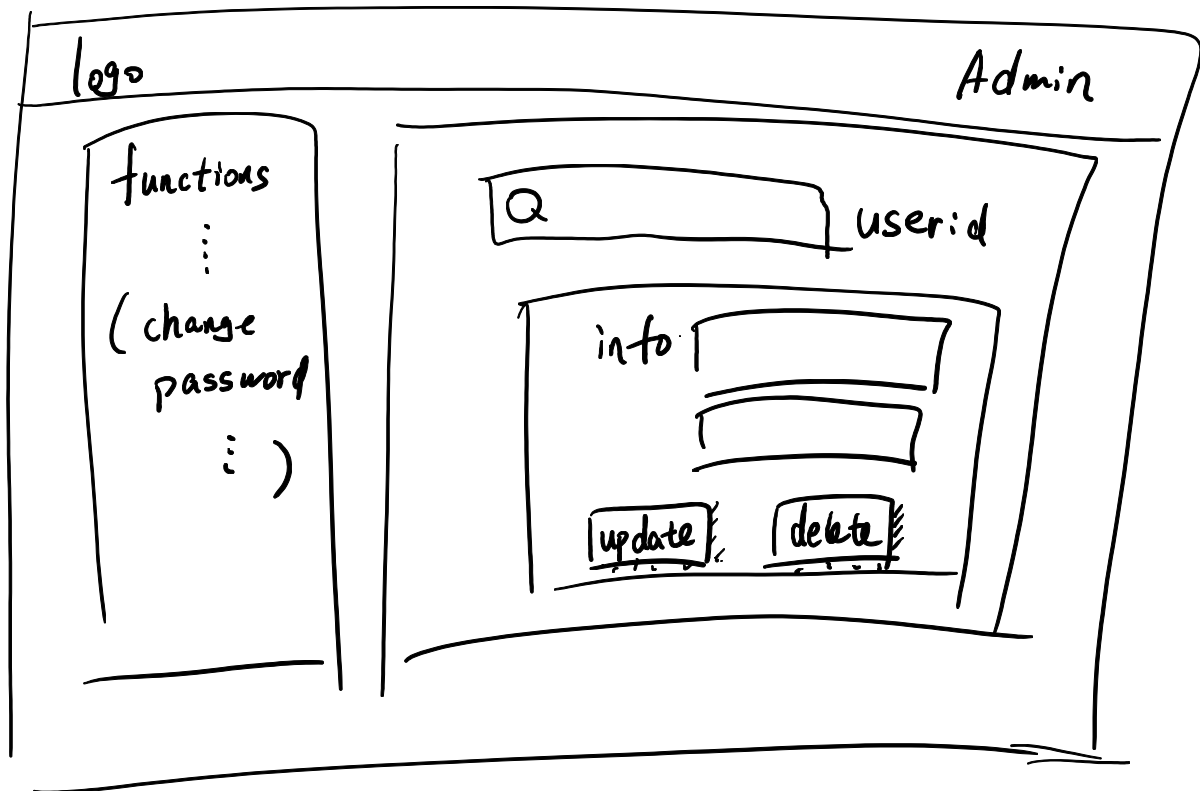 logo
Admin
functions
(change
password
)
userid
info
update
delete